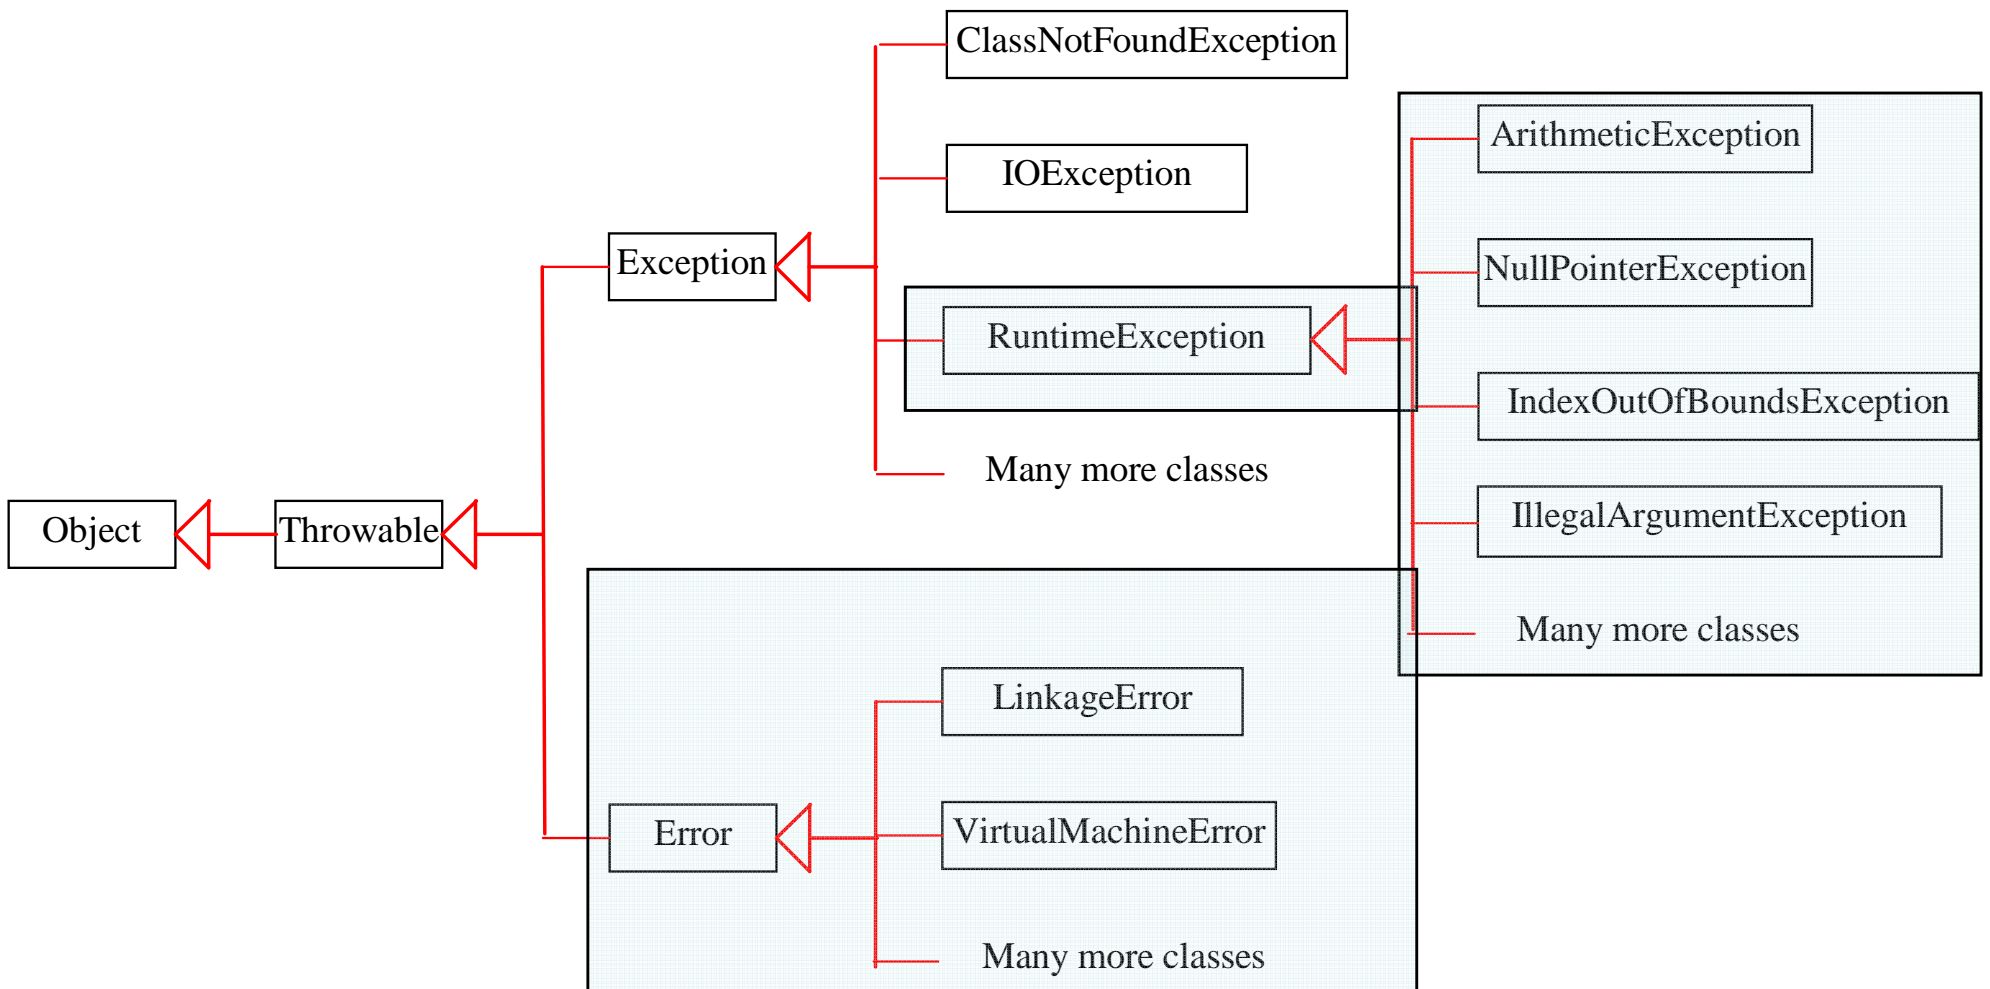 ClassNotFoundException
ArithmeticException
IOException
Exception
NullPointerException
RuntimeException
IndexOutOfBoundsException
Many more classes
Object
Throwable
IllegalArgumentException
Many more classes
LinkageError
Error
VirtualMachineError
Many more classes